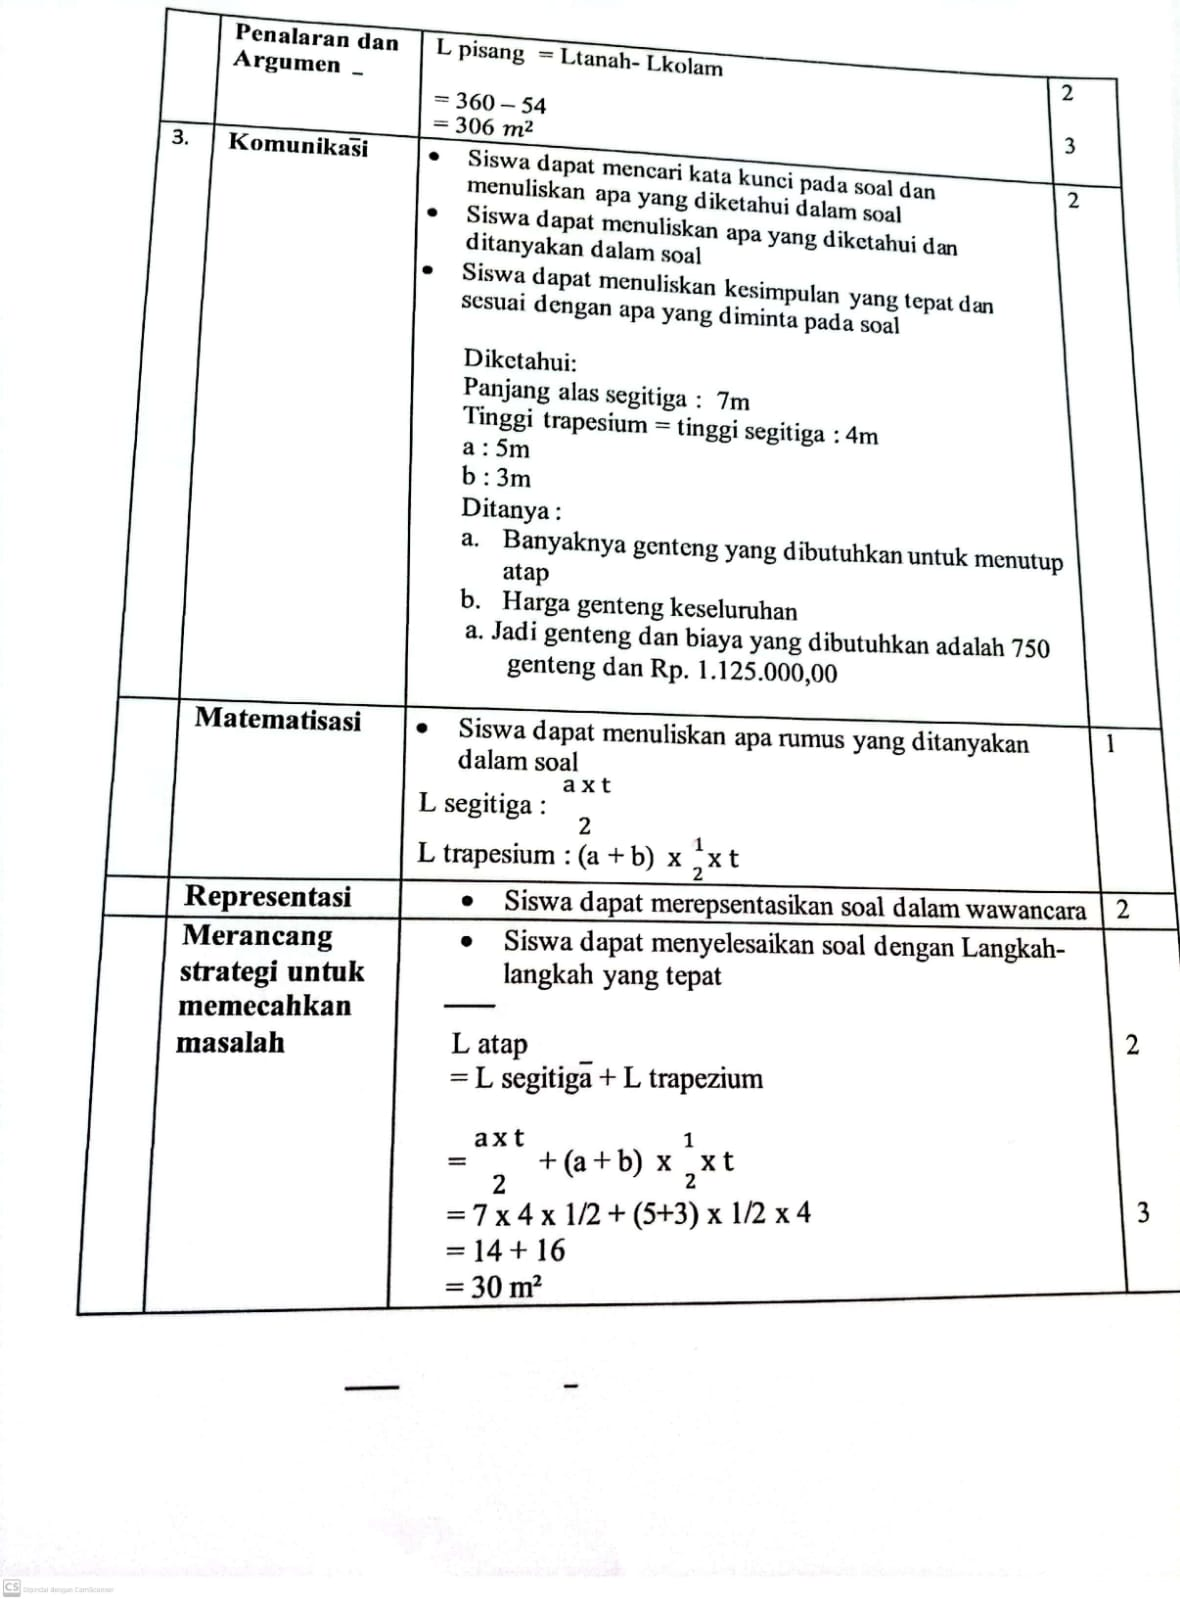 Penalaran dan
Argumen
L pisang = Ltanah- Lkolam
= 360 – 54
= 306 m²
2
3
3.
Komunikasi
• Siswa dapat mencari kata kunci pada soal dan
menuliskan apa yang diketahui dalam soal
• Siswa dapat menuliskan apa yang diketahui dan
ditanyakan dalam soal
• Siswa dapat menuliskan kesimpulan yang tepat dan
sesuai dengan apa yang diminta pada soal
2
Diketahui:
Panjang alas segitiga : 7m
Tinggi trapesium = tinggi segitiga : 4m
a : 5m
b : 3m
Ditanya :
a. Banyaknya genteng yang dibutuhkan untuk menutup
atap
b. Harga genteng keseluruhan
a. Jadi genteng dan biaya yang dibutuhkan adalah 750
genteng dan Rp. 1.125.000,00
Matematisasi
• Siswa dapat menuliskan apa rumus yang ditanyakan
dalam soal
1
a x t
L segitiga :
2
L trapesium : (a + b) x 1/2 x t
Representasi
• Siswa dapat merepsentasikan soal dalam wawancara
2
Merancang
strategi untuk
memecahkan
masalah
• Siswa dapat menyelesaikan soal dengan Langkah-
langkah yang tepat
L atap
2
= L segitiga + L trapezium
a x t
= + (a + b) x 1/2 x t
2
= 7 x 4 x 1/2 + (5+3) x 1/2 x 4
3
= 14 + 16
= 30 m²
CS Dipindai dengan CamScanner